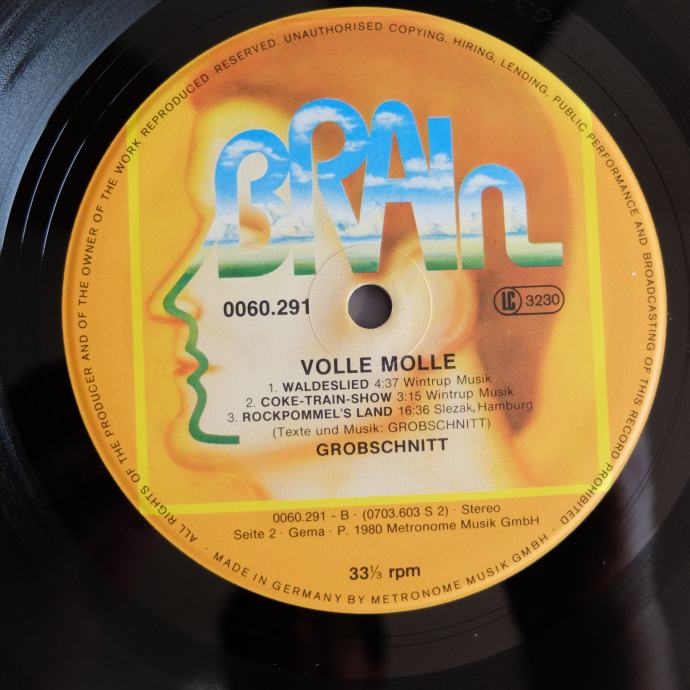 ALL RIGHTS OF THE PRODUCER AND OF THE OWNER OF THE WORK REPRODUCED RESERVED. UNAUTHORISED COPYING, HIRING, LENDING, PUBLIC PERFORMANCE AND BROADCASTING OF THIS RECORD PROHIBITED
BRAIn
0060.291
LC 3230
VOLLE MOLLE
1. WALDESLIED 4:37 Wintrup Musik
2. COKE-TRAIN-SHOW 3:15 Wintrup Musik
3. ROCKPOMMEL'S LAND 16:36 Slezak, Hamburg
(Texte und Musik: GROBSCHNITT)
GROBSCHNITT
0060.291 - B · (0703.603 S 2) · Stereo
Seite 2 · Gema · P. 1980 Metronome Musik GmbH
33⅓ rpm
· MADE IN GERMANY BY METRONOME MUSIK GMBH ·